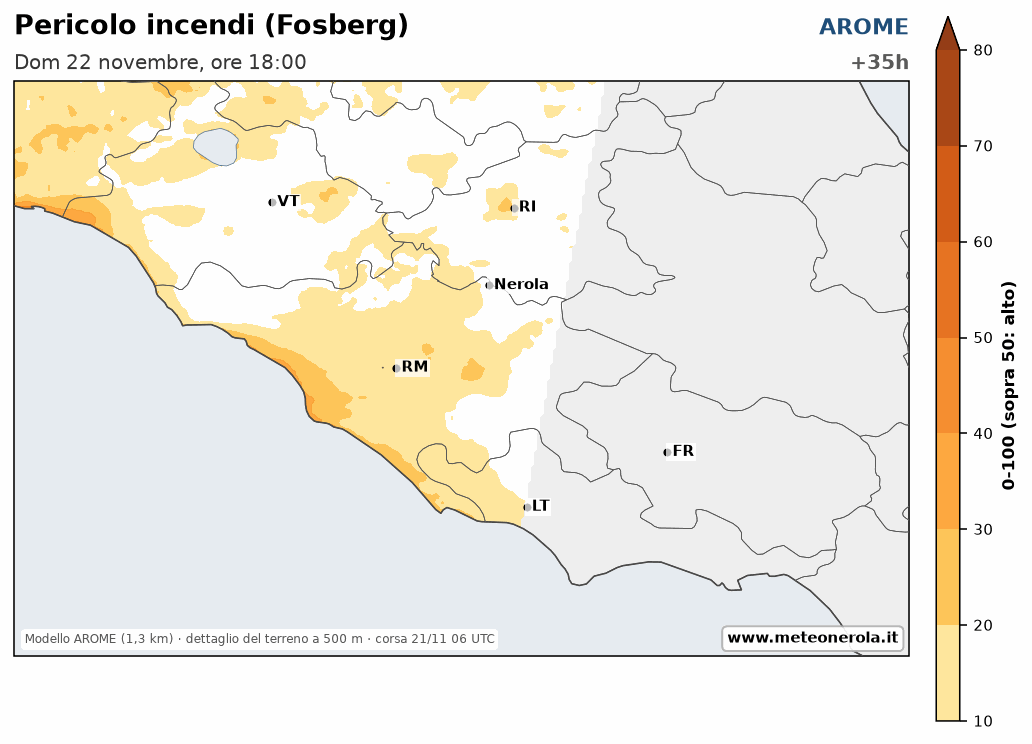 Pericolo incendi (Fosberg)
AROME
Dom 22 novembre, ore 18:00
+35h
VT
RI
Nerola
RM
FR
LT
Modello AROME (1,3 km) · dettaglio del terreno a 500 m · corsa 21/11 06 UTC
www.meteonerola.it
80
70
60
50
40
30
20
10
0-100 (sopra 50: alto)